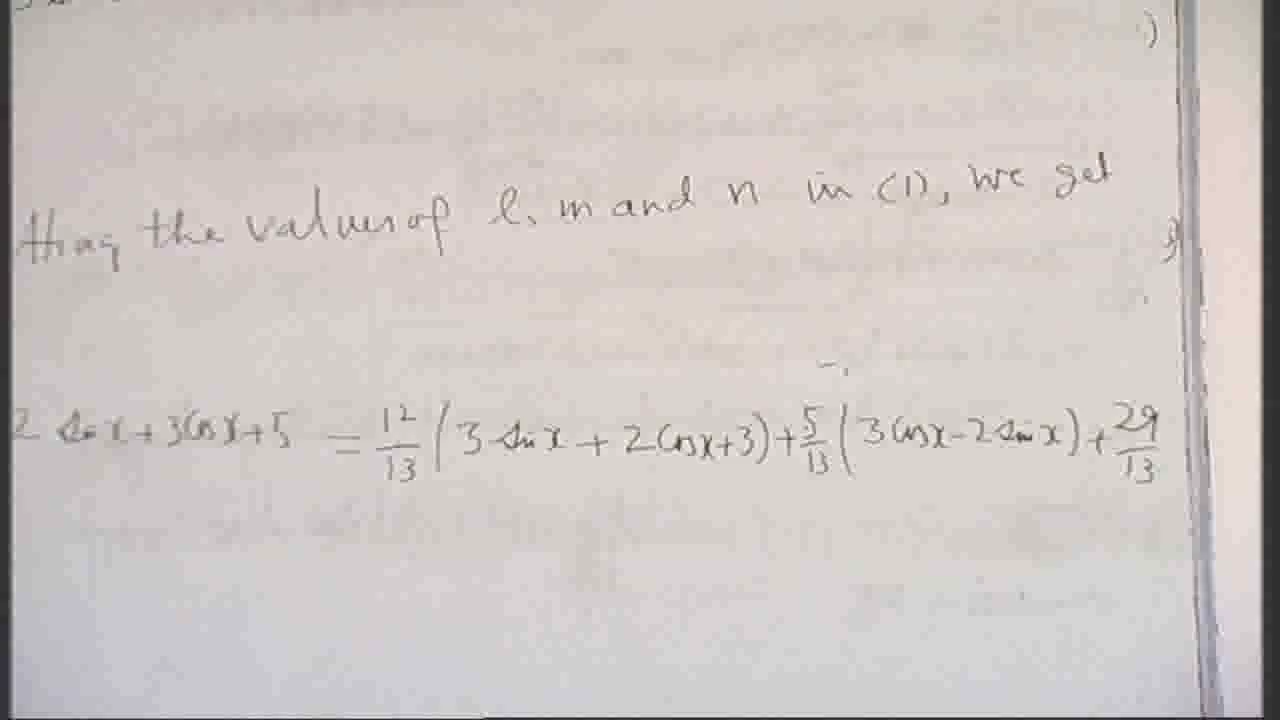 tting the values of l, m and n in (1), we get
2 sin x + 3 cos x + 5 = 12/13 (3 sin x + 2 cos x + 3) + 5/13 (3 cos x - 2 sin x) + 29/13